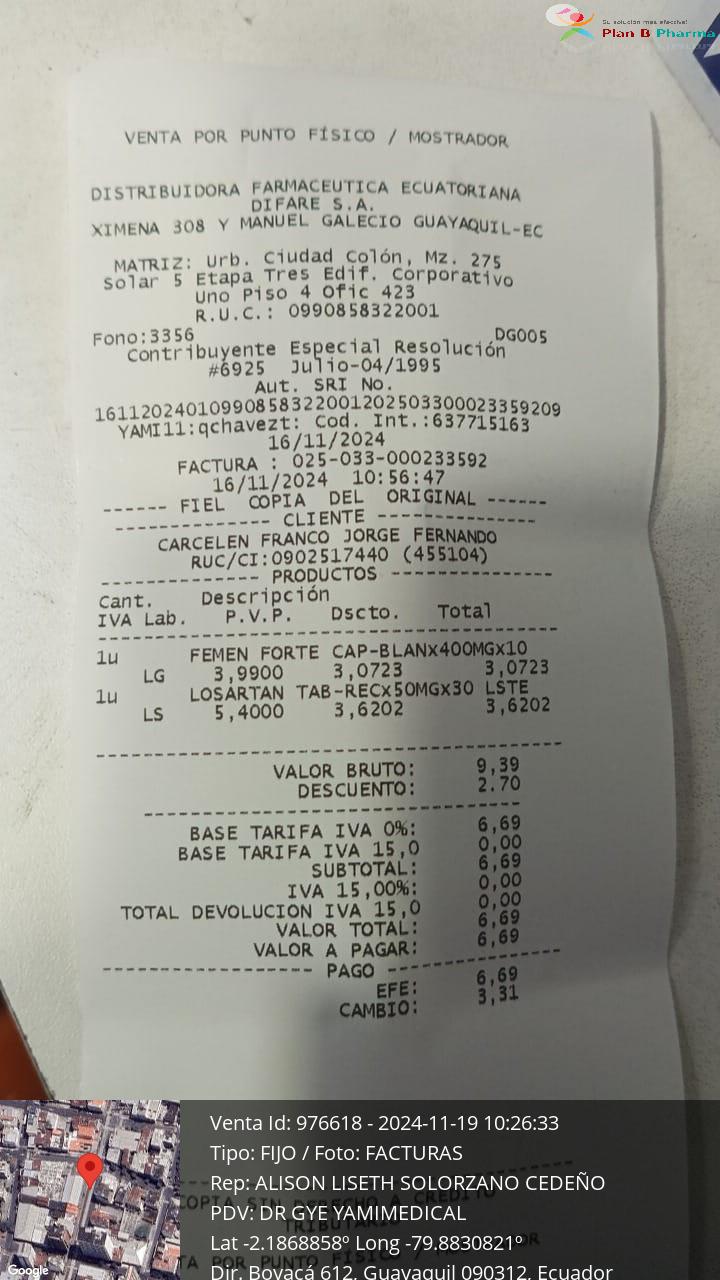 Su solución más efectiva!
Plan B Pharma
VENTA POR PUNTO FÍSICO / MOSTRADOR
DISTRIBUIDORA FARMACEUTICA ECUATORIANA
DIFARE S.A.
XIMENA 308 Y MANUEL GALECIO GUAYAQUIL-EC
MATRIZ: Urb. Ciudad Colón, Mz. 275
Solar 5 Etapa Tres Edif. Corporativo
Uno Piso 4 Ofic 423
R.U.C.: 0990858322001
Fono:3356 DG005
Contribuyente Especial Resolución
#6925 Julio-04/1995
Aut. SRI No.
16112024010990858322001202503300023359209
YAMI11:qchavezt: Cod. Int.:637715163
16/11/2024
FACTURA : 025-033-000233592
16/11/2024 10:56:47
------ FIEL COPIA DEL ORIGINAL ------
--------------- CLIENTE ---------------
CARCELEN FRANCO JORGE FERNANDO
RUC/CI:0902517440 (455104)
--------------- PRODUCTOS ---------------
Cant. Descripción
IVA Lab. P.V.P. Dscto. Total
1u FEMEN FORTE CAP-BLANx400MGx10
LG 3,9900 3,0723 3,0723
1u LOSARTAN TAB-RECx50MGx30 LSTE
LS 5,4000 3,6202 3,6202
VALOR BRUTO: 9,39
DESCUENTO: 2.70
BASE TARIFA IVA 0%: 6,69
BASE TARIFA IVA 15,0 0,00
SUBTOTAL: 6,69
IVA 15,00%: 0,00
TOTAL DEVOLUCION IVA 15,0 0,00
VALOR TOTAL: 6,69
VALOR A PAGAR: 6,69
------------------ PAGO ------------------
EFE: 6,69
CAMBIO: 3,31
COPIA SIN DERECHO A CREDITO
TRIBUTARIO
Venta Id: 976618 - 2024-11-19 10:26:33
Tipo: FIJO / Foto: FACTURAS
Rep: ALISON LISETH SOLORZANO CEDEÑO
PDV: DR GYE YAMIMEDICAL
Lat -2.1868858º Long -79.8830821º
Dir. Boyacá 612, Guayaquil 090312, Ecuador
Google